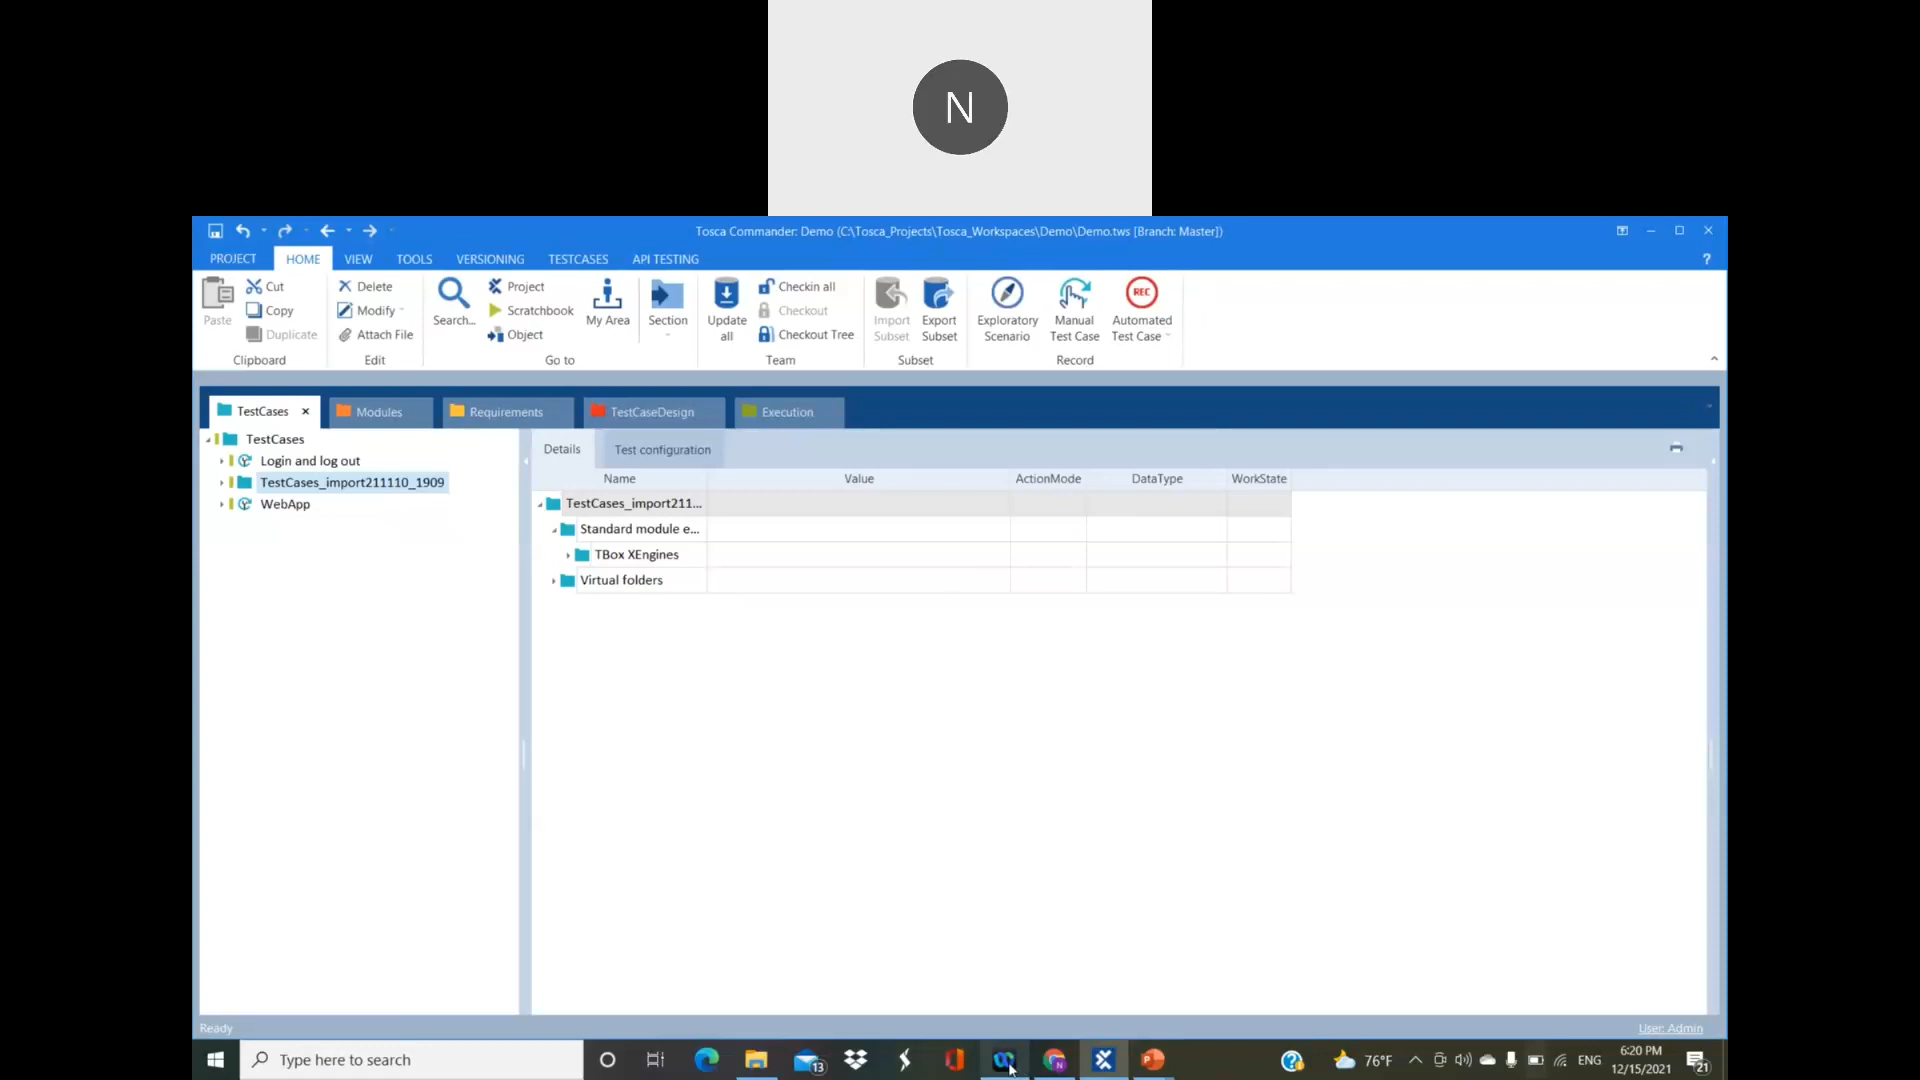 N
Tosca Commander: Demo (C:\Tosca_Projects\Tosca_Workspaces\Demo\Demo.tws [Branch: Master])
PROJECT HOME VIEW TOOLS VERSIONING TESTCASES API TESTING ?
Paste
Cut
Copy
Duplicate
Clipboard
Delete
Modify
Attach File
Edit
Search...
Project
Scratchbook
Object
My Area
Section
Go to
Update all
Checkin all
Checkout
Checkout Tree
Team
Import Subset
Export Subset
Subset
Exploratory Scenario
Manual Test Case
REC
Automated Test Case
Record
TestCases Modules Requirements TestCaseDesign Execution
TestCases
Login and log out
TestCases_import211110_1909
WebApp
Details Test configuration
Name Value ActionMode DataType WorkState
TestCases_import211...
Standard module e...
TBox XEngines
Virtual folders
Ready
User: Admin
Type here to search
13
N
76°F
ENG
6:20 PM
12/15/2021
21